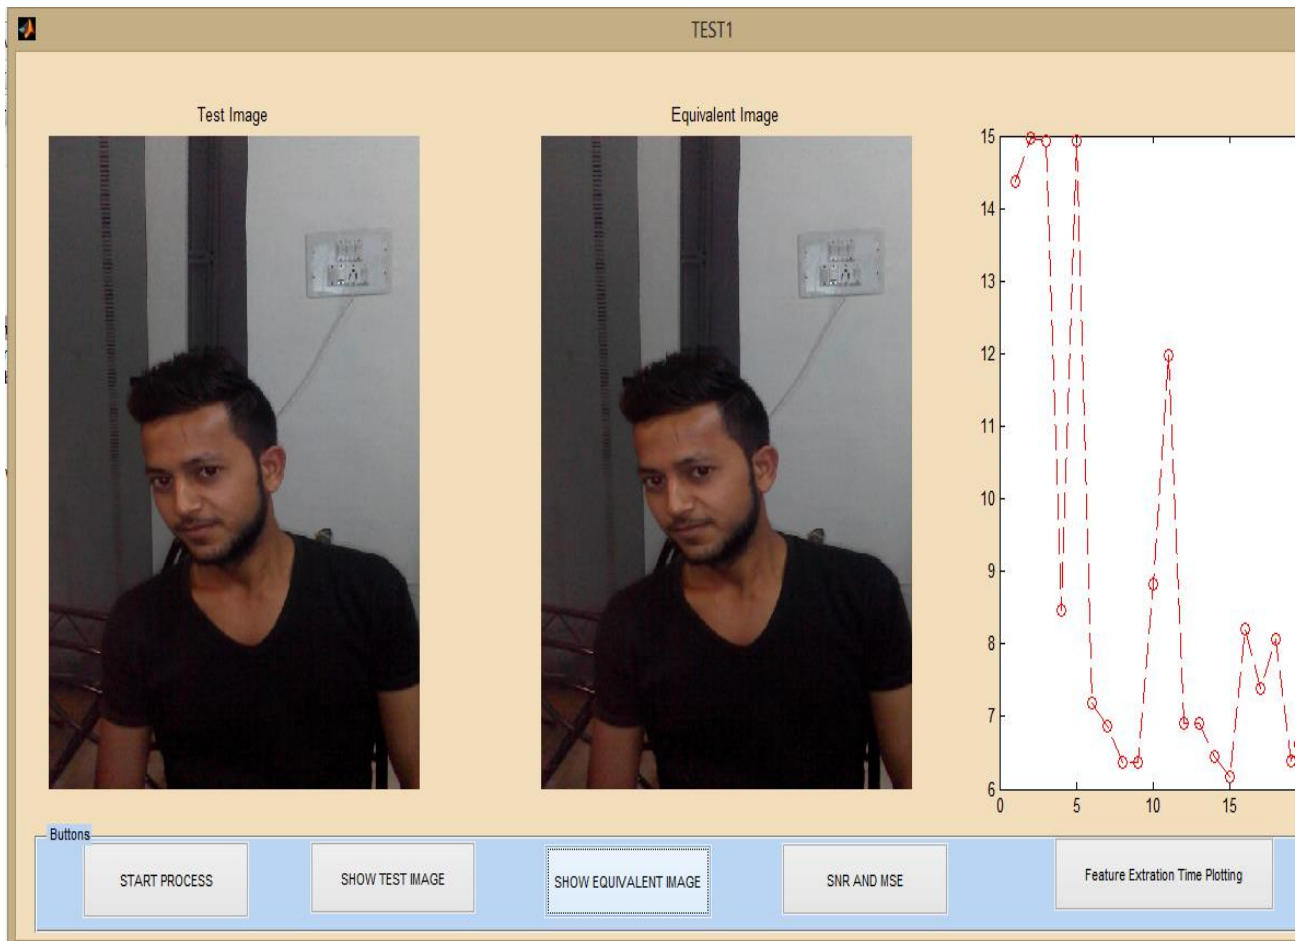 TEST1
Test Image
Equivalent Image
15
14
13
12
11
10
9
8
7
6
0 5 10 15
Buttons
START PROCESS
SHOW TEST IMAGE
SHOW EQUIVALENT IMAGE
SNR AND MSE
Feature Extration Time Plotting